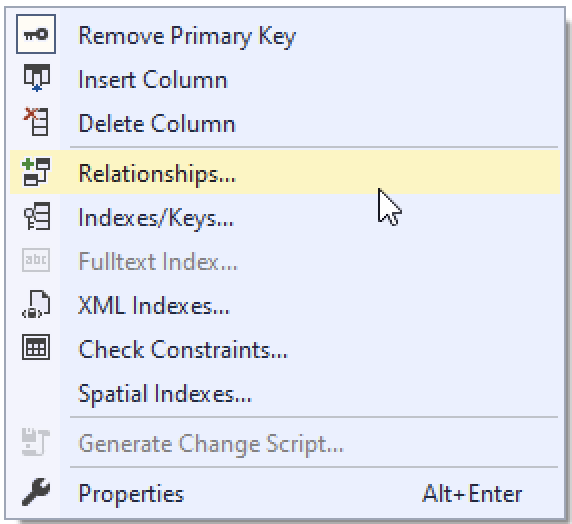 Remove Primary Key
Insert Column
Delete Column
Relationships...
Indexes/Keys...
abc Fulltext Index...
XML Indexes...
Check Constraints...
Spatial Indexes...
Generate Change Script...
Properties Alt+Enter